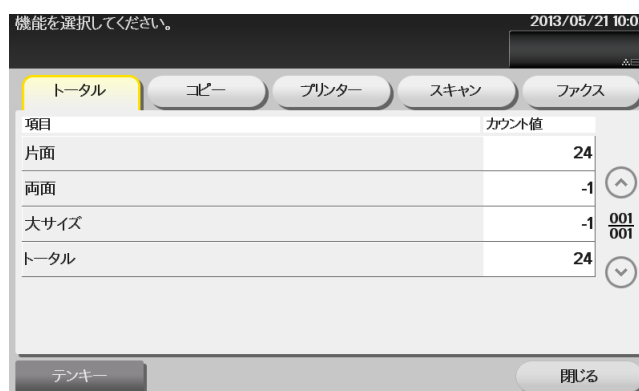 機能を選択してください。 2013/05/21 10:0
トータル コピー プリンター スキャン ファクス
項目 カウント値
片面 24
両面 -1
大サイズ -1
トータル 24
001
001
テンキー 閉じる